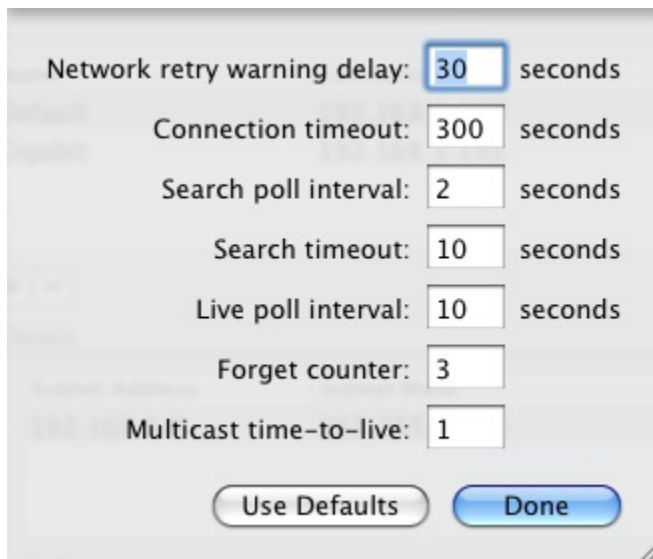 Network retry warning delay: 30 seconds
Connection timeout: 300 seconds
Search poll interval: 2 seconds
Search timeout: 10 seconds
Live poll interval: 10 seconds
Forget counter: 3
Multicast time-to-live: 1
Use Defaults Done